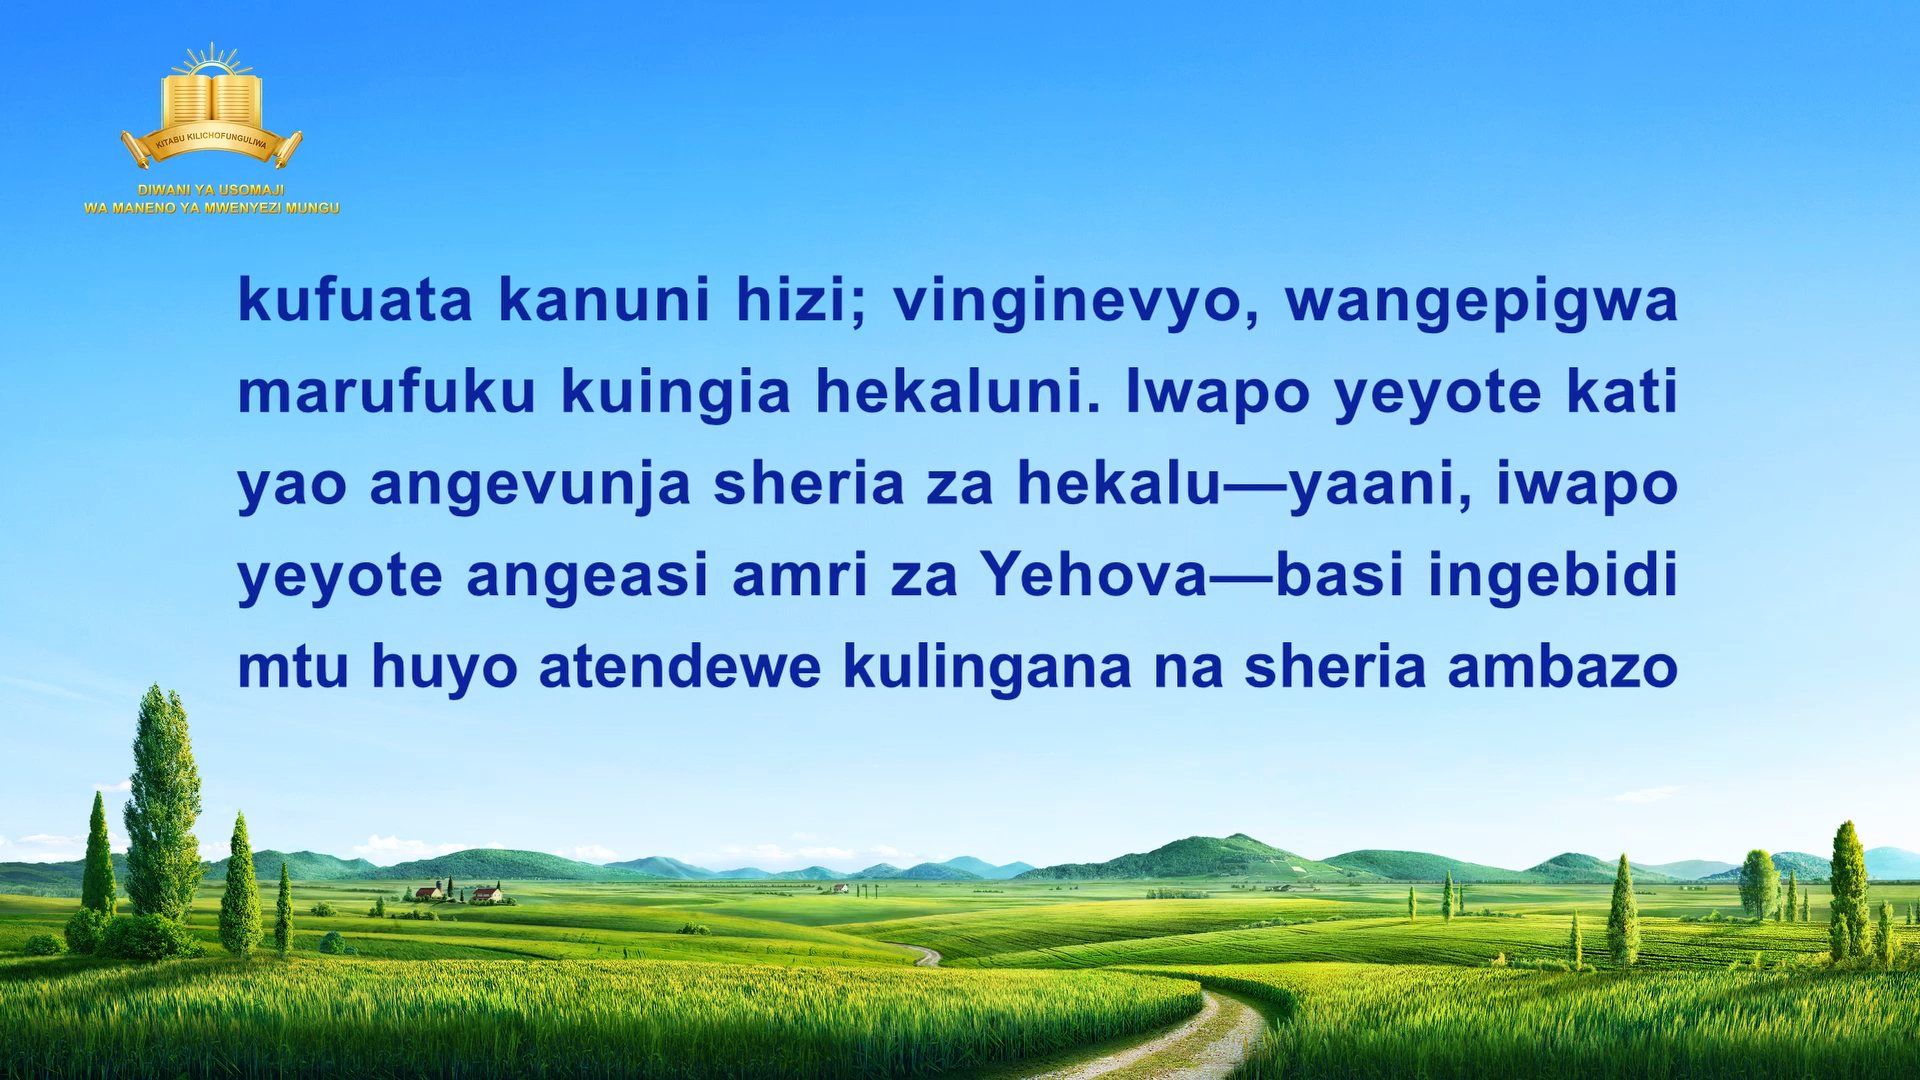 KITABU KILICHOFUNGULIWA
DIWANI YA USOMAJI
WA MANENO YA MWENYEZI MUNGU
kufuata kanuni hizi; vinginevyo, wangepigwa
marufuku kuingia hekaluni. Iwapo yeyote kati
yao angevunja sheria za hekalu—yaani, iwapo
yeyote angeasi amri za Yehova—basi ingebidi
mtu huyo atendewe kulingana na sheria ambazo